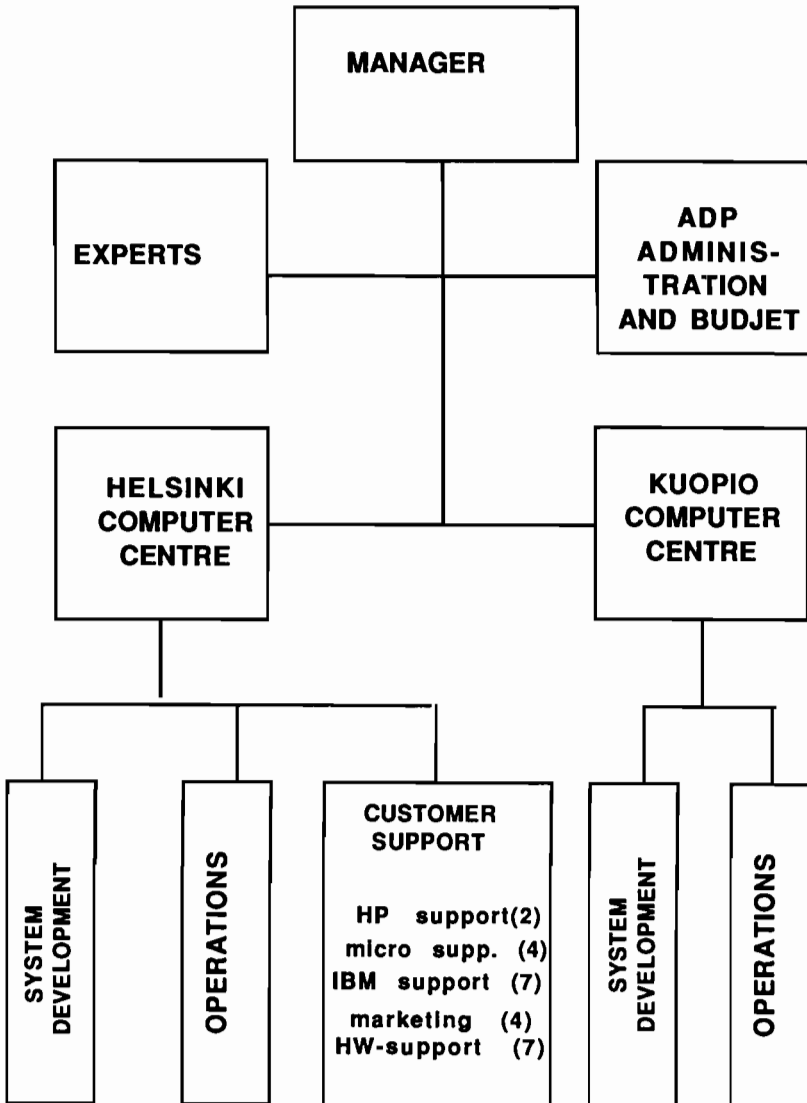 MANAGER
EXPERTS
ADP
ADMINIS-
TRATION
AND BUDJET
HELSINKI
COMPUTER
CENTRE
KUOPIO
COMPUTER
CENTRE
SYSTEM
DEVELOPMENT
OPERATIONS
CUSTOMER
SUPPORT
HP support(2)
micro supp. (4)
IBM support (7)
marketing (4)
HW-support (7)
SYSTEM
DEVELOPMENT
OPERATIONS